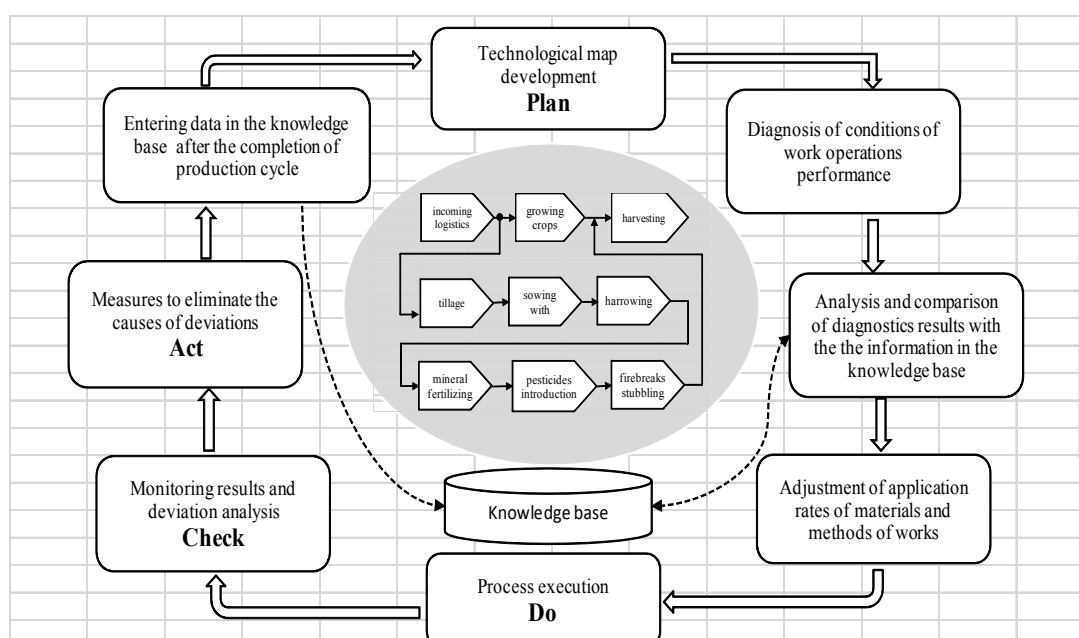 Technological map
development
Plan
Entering data in the knowledge
base after the completion of
production cycle
Diagnosis of conditions of
work operations
performance
incoming
logistics
growing
crops
harvesting
tillage
sowing
with
harrowing
mineral
fertilizing
pesticides
introduction
firebreaks
stubbling
Measures to eliminate the
causes of deviations
Act
Analysis and comparison
of diagnostics results with
the the information in the
knowledge base
Monitoring results and
deviation analysis
Check
Knowledge base
Adjustment of application
rates of materials and
methods of works
Process execution
Do